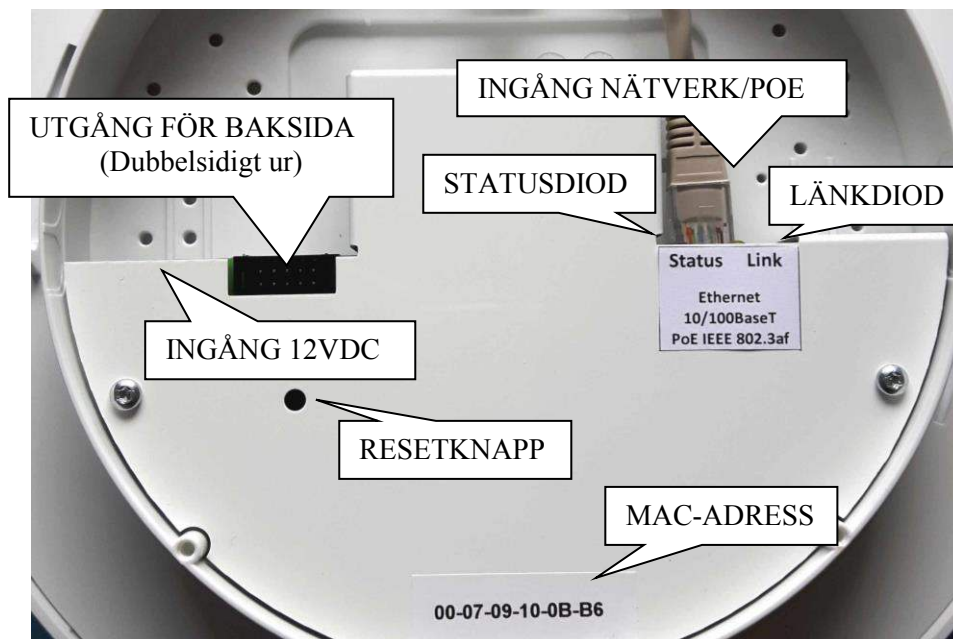 INGÅNG NÄTVERK/POE
UTGÅNG FÖR BAKSIDA
(Dubbelsidigt ur)
STATUSDIOD
LÄNKDIOD
Status Link
Ethernet
10/100BaseT
PoE IEEE 802.3af
INGÅNG 12VDC
RESETKNAPP
MAC-ADRESS
00-07-09-10-0B-B6